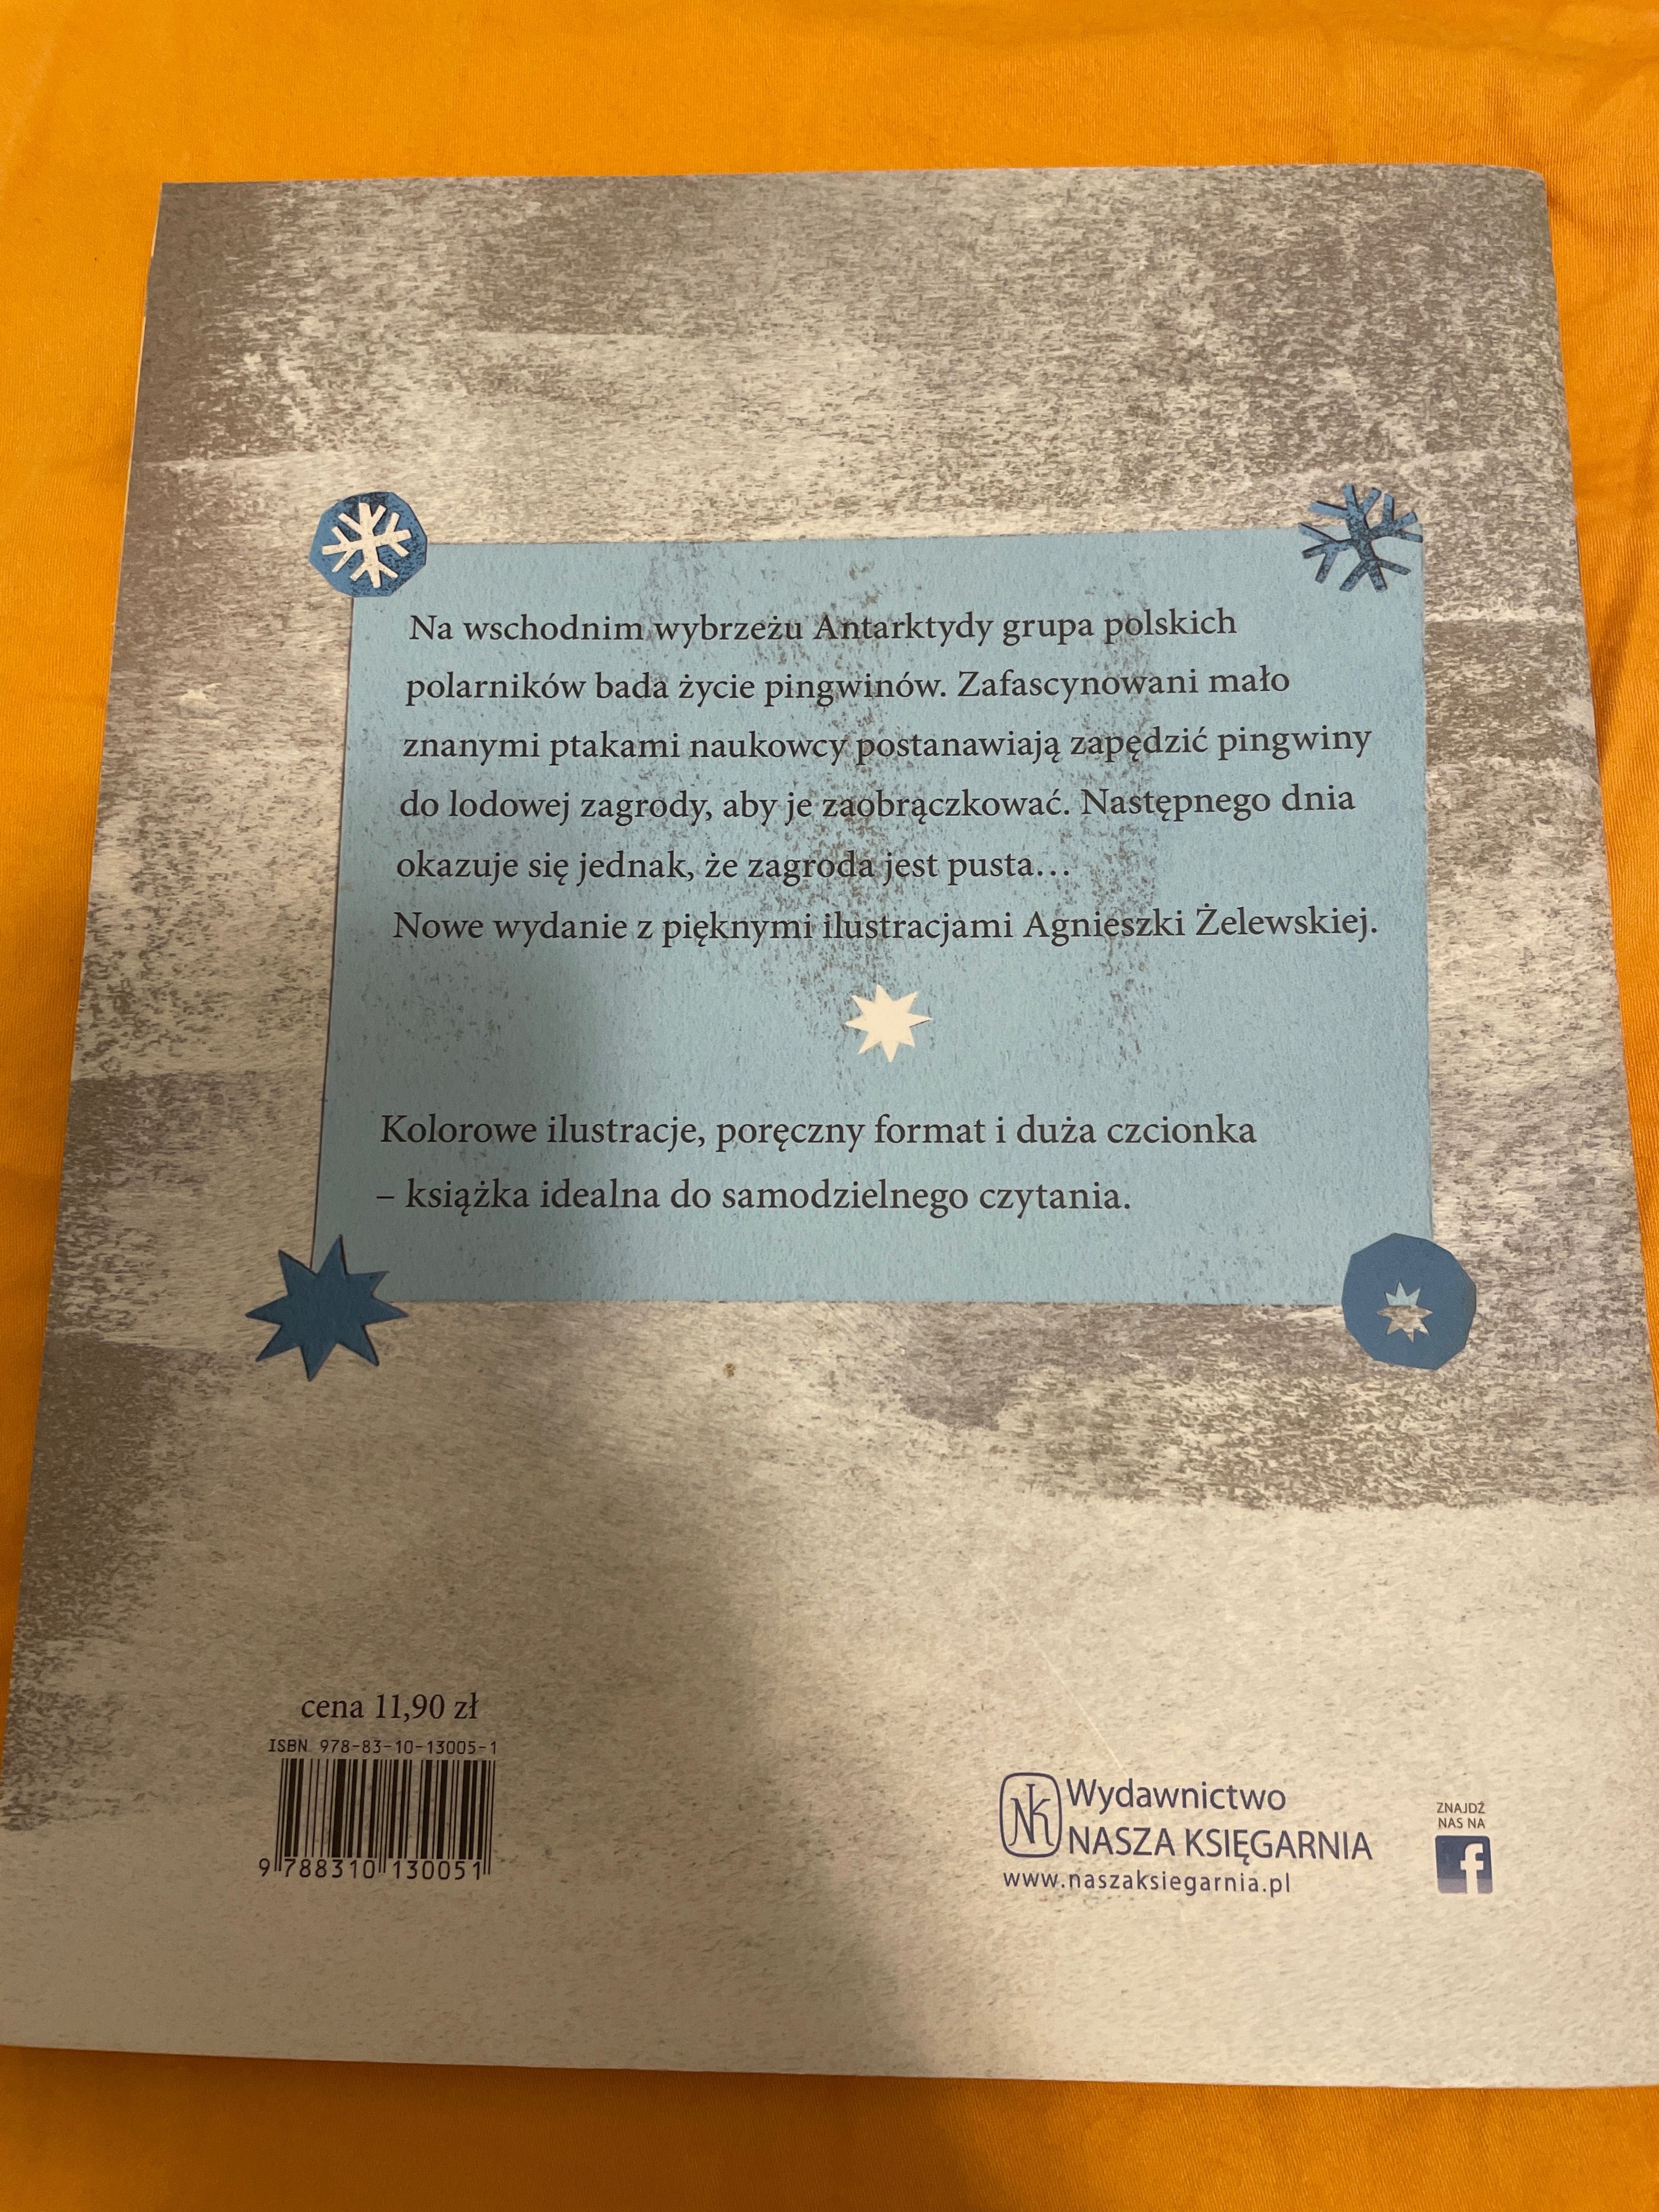 Na wschodnim wybrzeżu Antarktydy grupa polskich
polarników bada życie pingwinów. Zafascynowani mało
znanymi ptakami naukowcy postanawiają zapędzić pingwiny
do lodowej zagrody, aby je zaobrączkować. Następnego dnia
okazuje się jednak, że zagroda jest pusta…
Nowe wydanie z pięknymi ilustracjami Agnieszki Żelewskiej.
Kolorowe ilustracje, poręczny format i duża czcionka
– książka idealna do samodzielnego czytania.
cena 11,90 zł
ISBN 978-83-10-13005-1
9 788310 130051
NK
Wydawnictwo
NASZA KSIĘGARNIA
www.naszaksiegarnia.pl
ZNAJDŹ
NAS NA
f